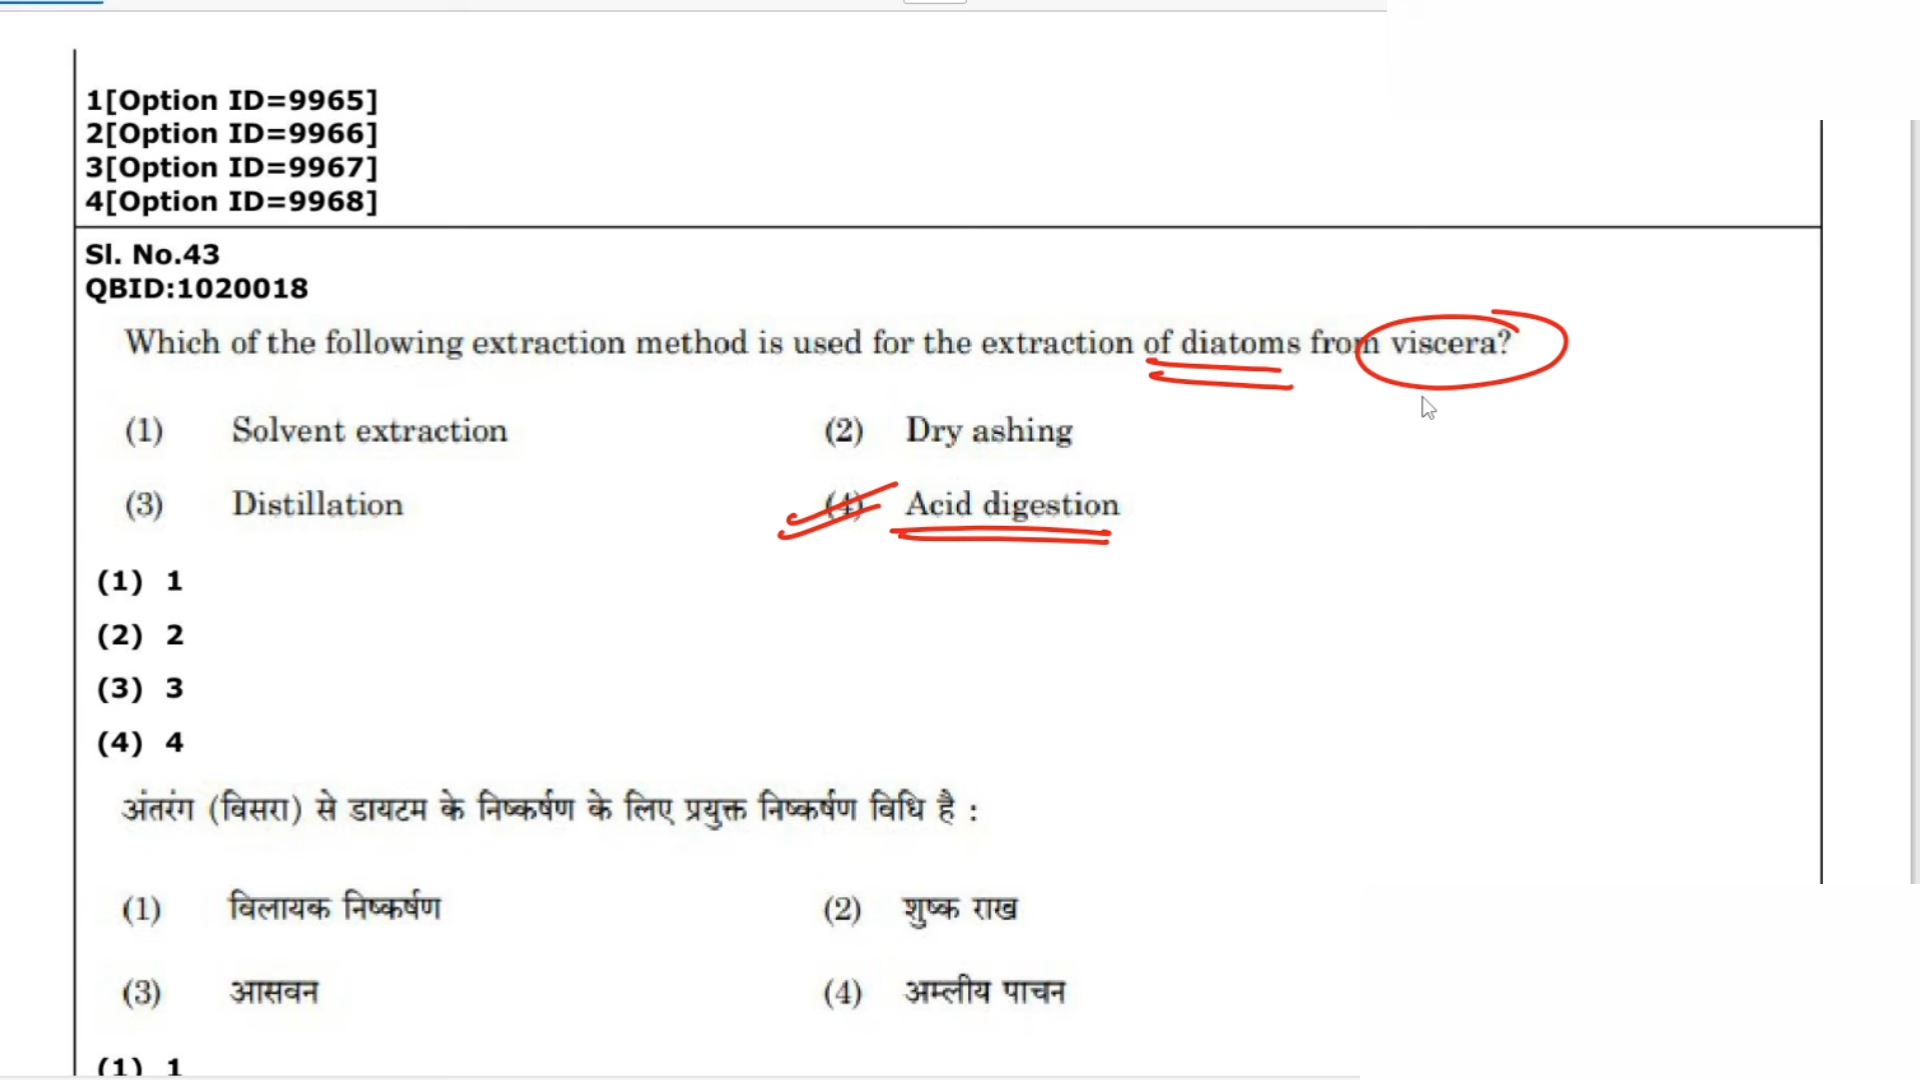 1[Option ID=9965]
2[Option ID=9966]
3[Option ID=9967]
4[Option ID=9968]
Sl. No.43
QBID:1020018
Which of the following extraction method is used for the extraction of diatoms from viscera?
(1) Solvent extraction (2) Dry ashing
(3) Distillation (4) Acid digestion
(1) 1
(2) 2
(3) 3
(4) 4
अंतरंग (विसरा) से डायटम के निष्कर्षण के लिए प्रयुक्त निष्कर्षण विधि है :
(1) विलायक निष्कर्षण (2) शुष्क राख
(3) आसवन (4) अम्लीय पाचन
(1) 1